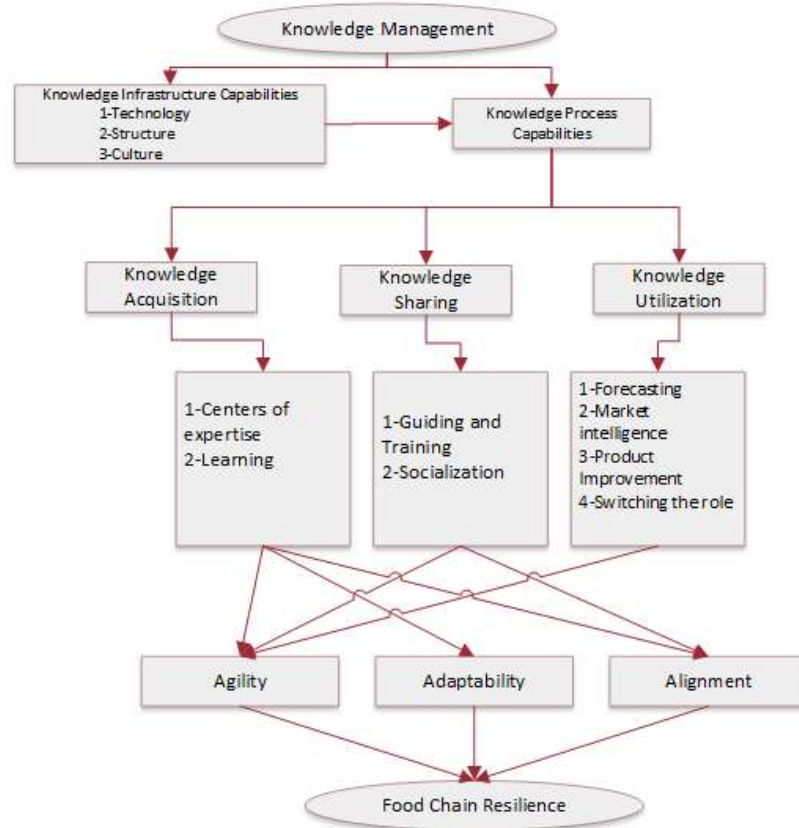 Knowledge Management
Knowledge Infrastructure Capabilities
1-Technology
2-Structure
3-Culture
Knowledge Process
Capabilities
Knowledge
Acquisition
Knowledge
Sharing
Knowledge
Utilization
1-Centers of
expertise
2-Learning
1-Guiding and
Training
2-Socialization
1-Forecasting
2-Market
intelligence
3-Product
Improvement
4-Switching the role
Agility
Adaptability
Alignment
Food Chain Resilience